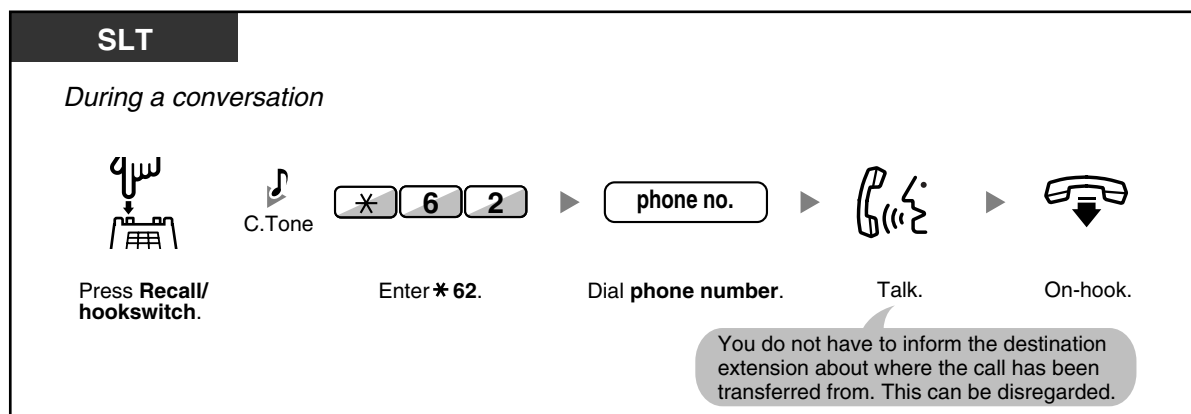 SLT
During a conversation
C.Tone
* 6 2
phone no.
Press Recall/
hookswitch.
Enter * 62.
Dial phone number.
Talk.
On-hook.
You do not have to inform the destination
extension about where the call has been
transferred from. This can be disregarded.